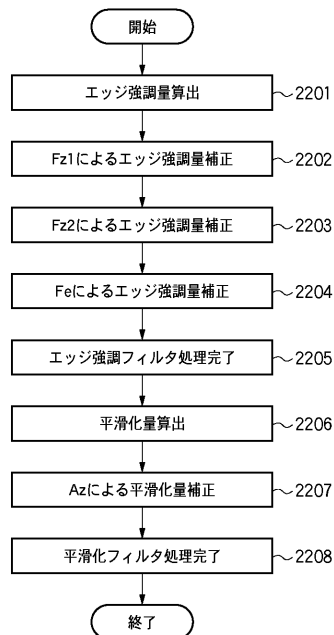 開始
エッジ強調量算出 2201
Fz1によるエッジ強調量補正 2202
Fz2によるエッジ強調量補正 2203
Feによるエッジ強調量補正 2204
エッジ強調フィルタ処理完了 2205
平滑化量算出 2206
Azによる平滑化量補正 2207
平滑化フィルタ処理完了 2208
終了